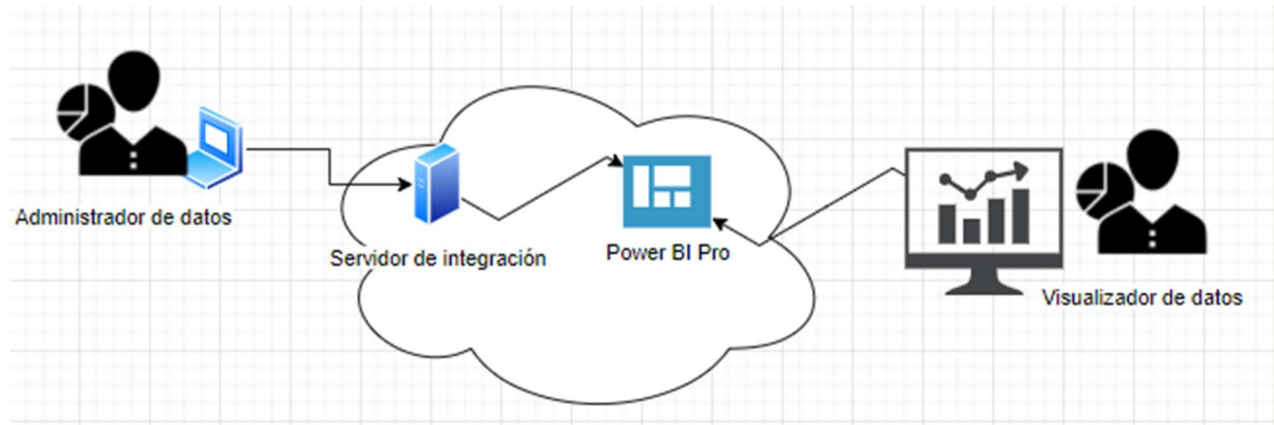 Administrador de datos
Servidor de integración
Power BI Pro
Visualizador de datos